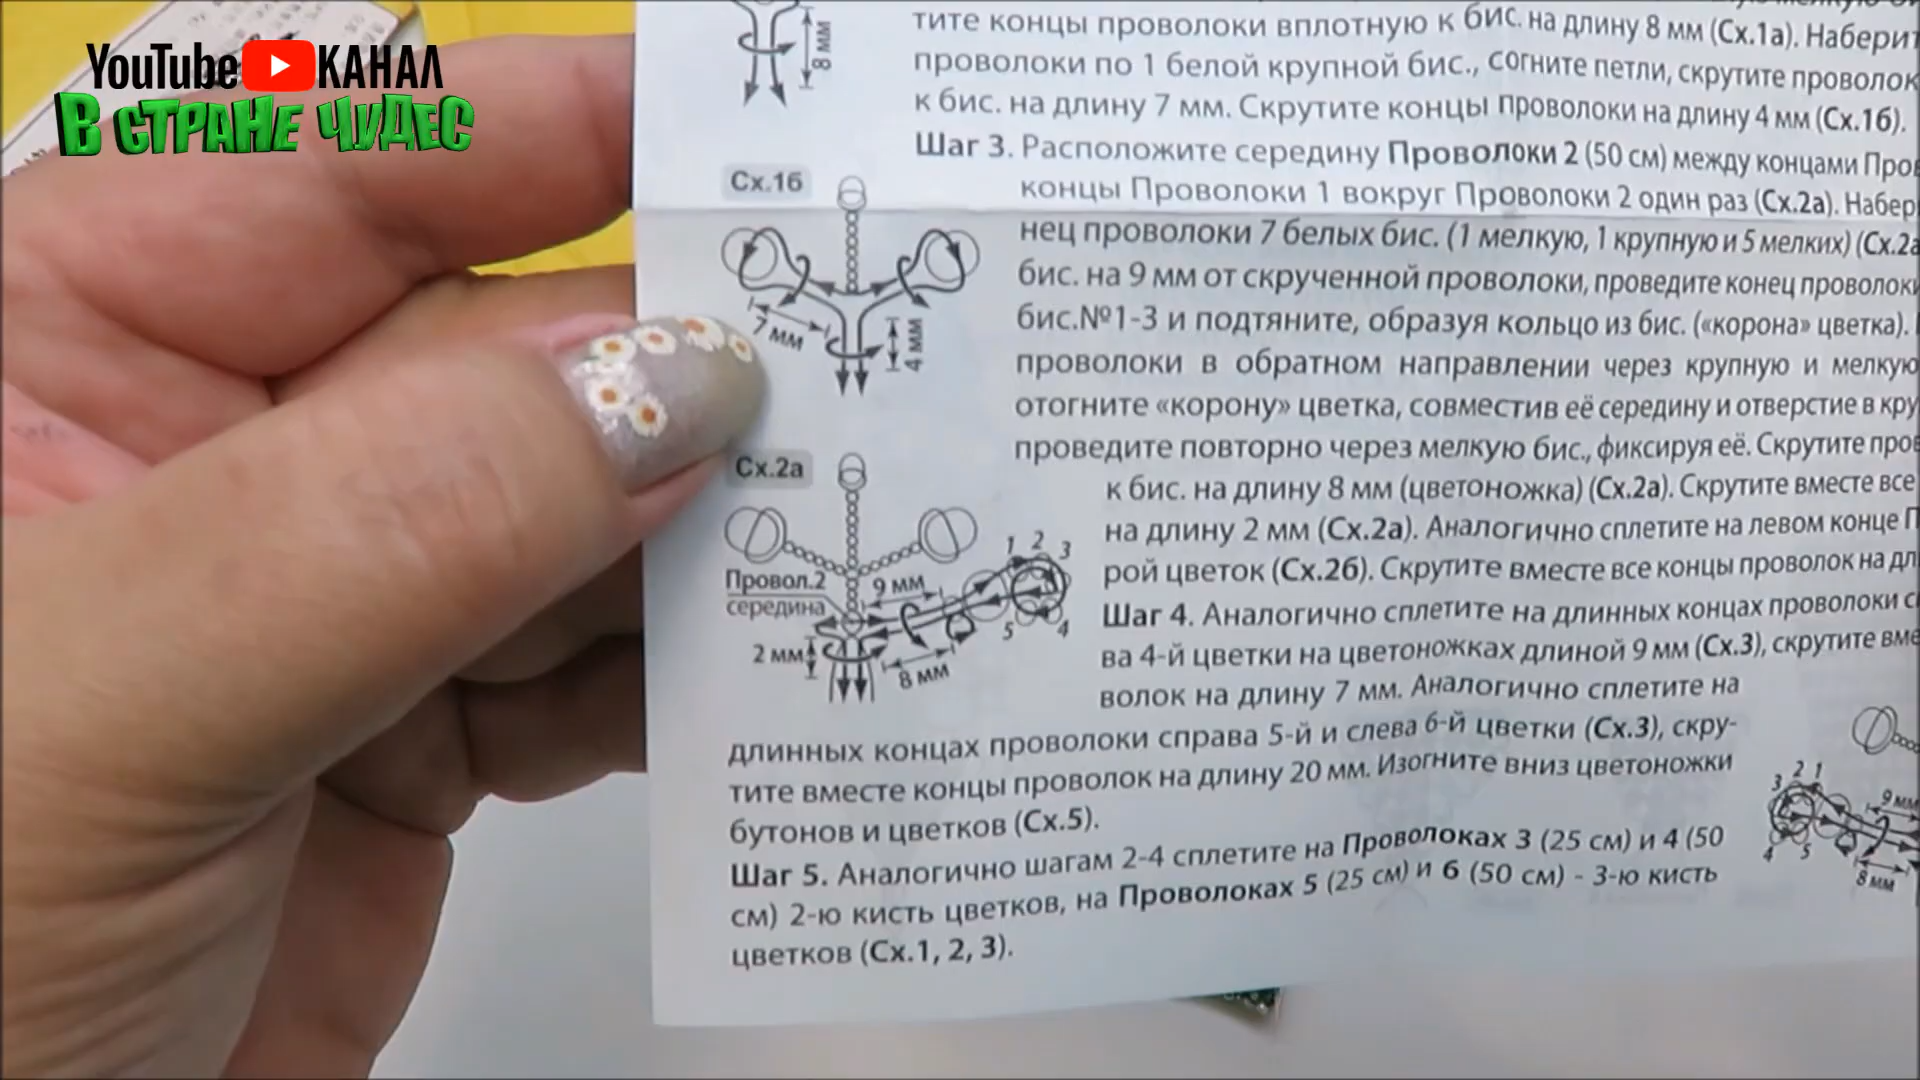 YouTube КАНАЛ
В СТРАНЕ ЧУДЕС
8 мм
тите концы проволоки вплотную к бис. на длину 8 мм (Сх.1а). Наберит
проволоки по 1 белой крупной бис., согните петли, скрутите проволок
к бис. на длину 7 мм. Скрутите концы проволоки на длину 4 мм (Сх.1б).
Шаг 3. Расположите середину Проволоки 2 (50 см) между концами Пров
концы Проволоки 1 вокруг Проволоки 2 один раз (Сх.2а). Набер
нец проволоки 7 белых бис. (1 мелкую, 1 крупную и 5 мелких) (Сх.2а
бис. на 9 мм от скрученной проволоки, проведите конец проволоки
бис.№1-3 и подтяните, образуя кольцо из бис. («корона» цветка).
проволоки в обратном направлении через крупную и мелкую
отогните «корону» цветка, совместив её середину и отверстие в кру
проведите повторно через мелкую бис., фиксируя её. Скрутите пров
к бис. на длину 8 мм (цветоножка) (Сх.2а). Скрутите вместе все
на длину 2 мм (Сх.2а). Аналогично сплетите на левом конце П
рой цветок (Сх.2б). Скрутите вместе все концы проволок на дл
Шаг 4. Аналогично сплетите на длинных концах проволоки с
ва 4-й цветки на цветоножках длиной 9 мм (Сх.3), скрутите вме
волок на длину 7 мм. Аналогично сплетите на
длинных концах проволоки справа 5-й и слева 6-й цветки (Сх.3), скру-
тите вместе концы проволок на длину 20 мм. Изогните вниз цветоножки
бутонов и цветков (Сх.5).
Шаг 5. Аналогично шагам 2-4 сплетите на Проволоках 3 (25 см) и 4 (50
см) 2-ю кисть цветков, на Проволоках 5 (25 см) и 6 (50 см) - 3-ю кисть
цветков (Сх.1, 2, 3).
Сх.1б
7 мм
4 мм
Сх.2а
Провол.2
середина
9 мм
1 2 3
5 4
2 мм
8 мм
3 2 1
9 мм
4 5
8 мм